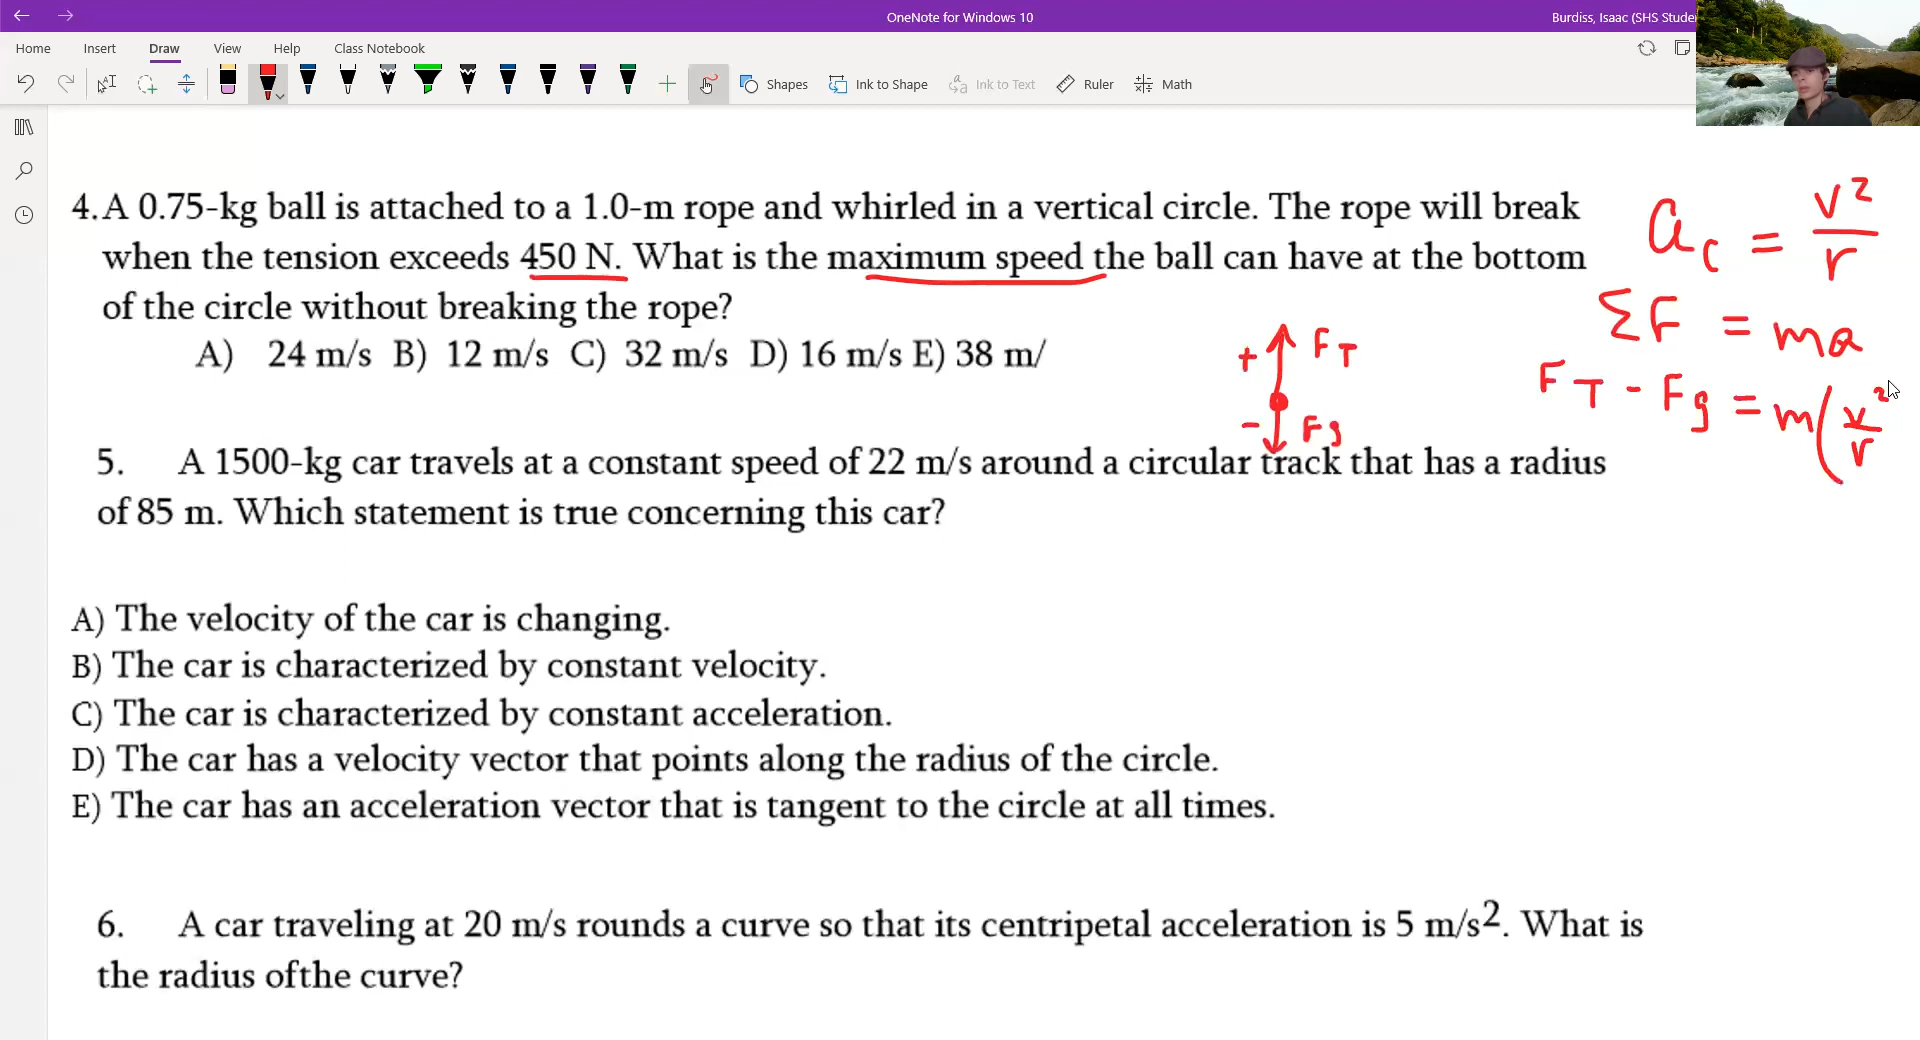 OneNote for Windows 10
Burdiss, Isaac (SHS Studen
Home Insert Draw View Help Class Notebook
Shapes Ink to Shape Ink to Text Ruler Math
4. A 0.75-kg ball is attached to a 1.0-m rope and whirled in a vertical circle. The rope will break
when the tension exceeds 450 N. What is the maximum speed the ball can have at the bottom
of the circle without breaking the rope?
A) 24 m/s B) 12 m/s C) 32 m/s D) 16 m/s E) 38 m/
a_c = v²/r
ΣF = ma
F_T - F_g = m(v²/r
+ F_T
- F_g
5. A 1500-kg car travels at a constant speed of 22 m/s around a circular track that has a radius
of 85 m. Which statement is true concerning this car?
A) The velocity of the car is changing.
B) The car is characterized by constant velocity.
C) The car is characterized by constant acceleration.
D) The car has a velocity vector that points along the radius of the circle.
E) The car has an acceleration vector that is tangent to the circle at all times.
6. A car traveling at 20 m/s rounds a curve so that its centripetal acceleration is 5 m/s2. What is
the radius ofthe curve?